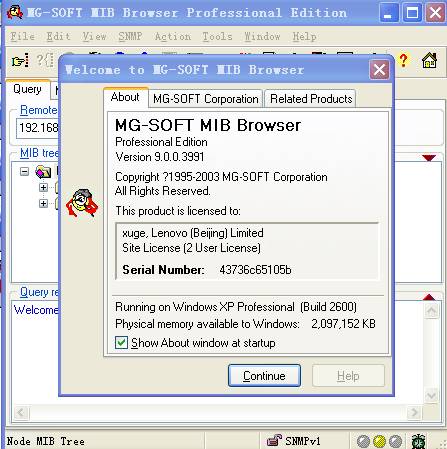 MG-SOFT MIB Browser Professional Edition
File Edit View SNMP Action Tools Window Help
Welcome to MG-SOFT MIB Browser
Query
About
MG-SOFT Corporation
Related Products
Remote
192.168
MIB tree
MG-SOFT MIB Browser
Professional Edition
Version 9.0.0.3991
Copyright ?1995-2003 MG-SOFT Corporation
All Rights Reserved.
This product is licensed to:
xuge, Lenovo (Beijing) Limited
Site License (2 User License)
Serial Number: 43736c65105b
Query re
Welcome
Running on Windows XP Professional (Build 2600)
Physical memory available to Windows: 2,097,152 KB
Show About window at startup
Continue
Help
Node MIB Tree
SNMPv1